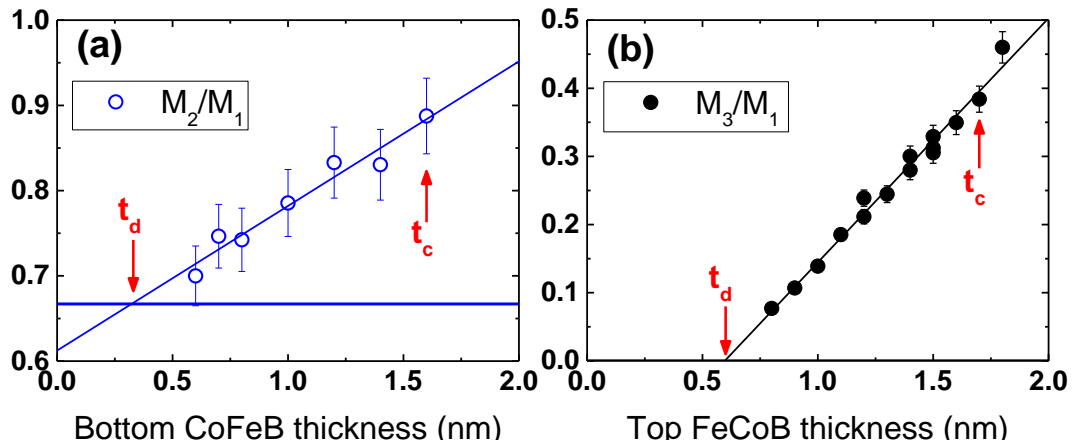 (a)
M2/M1
td
tc
1.0
0.9
0.8
0.7
0.6
0.0 0.5 1.0 1.5 2.0
Bottom CoFeB thickness (nm)
(b)
M3/M1
td
tc
0.5
0.4
0.3
0.2
0.1
0.0
0.0 0.5 1.0 1.5 2.0
Top FeCoB thickness (nm)